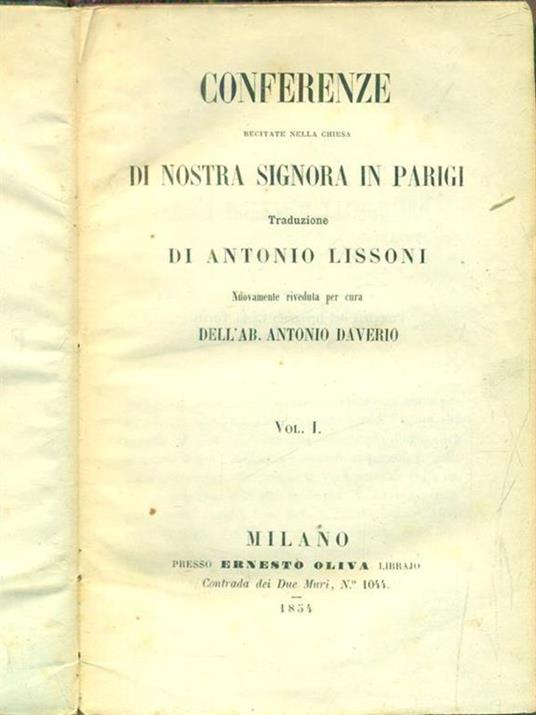 CONFERENZE
RECITATE NELLA CHIESA
DI NOSTRA SIGNORA IN PARIGI
Traduzione
DI ANTONIO LISSONI
Nuovamente riveduta per cura
DELL'AB. ANTONIO DAVERIO
VOL. I.
MILANO
PRESSO ERNESTO OLIVA LIBRAJO
Contrada dei Due Muri, N.º 1044.
1854